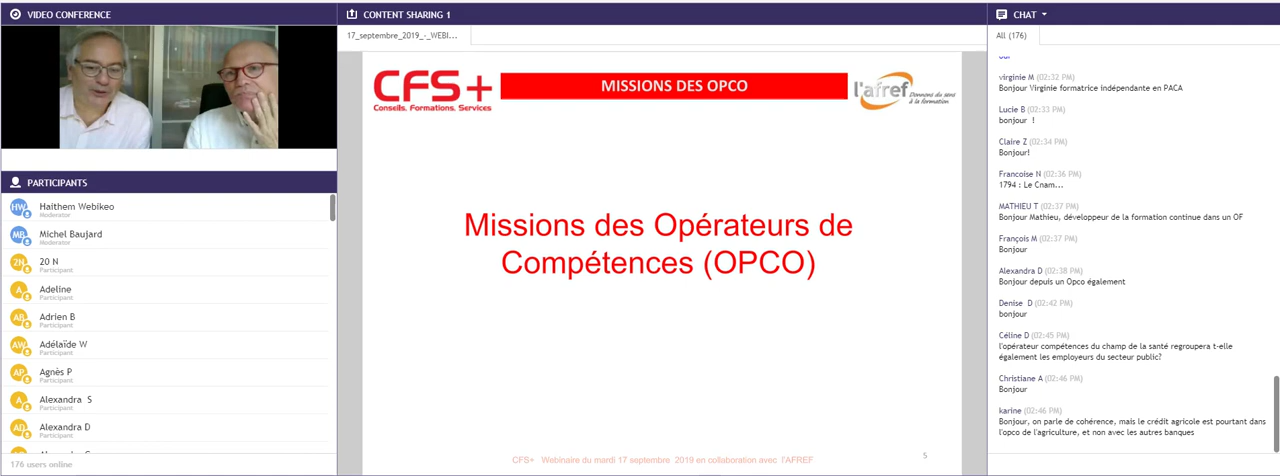 VIDEO CONFERENCE
PARTICIPANTS
HW
Haithem Webikeo
Moderator
MB
Michel Baujard
Moderator
2N
20 N
Participant
A
Adeline
Participant
AB
Adrien B
Participant
AW
Adélaïde W
Participant
AP
Agnès P
Participant
A
Alexandra S
Participant
AD
Alexandra D
Participant
176 users online
CONTENT SHARING 1
17_septembre_2019_-_WEBI...
CFS+
Conseils. Formations. Services
MISSIONS DES OPCO
l'afref
Donnons du sens
à la formation
Missions des Opérateurs de
Compétences (OPCO)
CFS+ Webinaire du mardi 17 septembre 2019 en collaboration avec l'AFREF
5
CHAT
All (176)
virginie M (02:32 PM)
Bonjour Virginie formatrice indépendante en PACA
Lucie B (02:33 PM)
bonjour !
Claire Z (02:34 PM)
Bonjour!
Francoise N (02:36 PM)
1794 : Le Cnam...
MATHIEU T (02:37 PM)
Bonjour Mathieu, développeur de la formation continue dans un OF
François M (02:37 PM)
Bonjour
Alexandra D (02:38 PM)
Bonjour depuis un Opco également
Denise D (02:42 PM)
bonjour
Céline D (02:45 PM)
l'opérateur compétences du champ de la santé regroupera t-elle
également les employeurs du secteur public?
Christiane A (02:46 PM)
Bonjour
karine (02:46 PM)
Bonjour, on parle de cohérence, mais le crédit agricole est pourtant dans
l'opco de l'agriculture, et non avec les autres banques